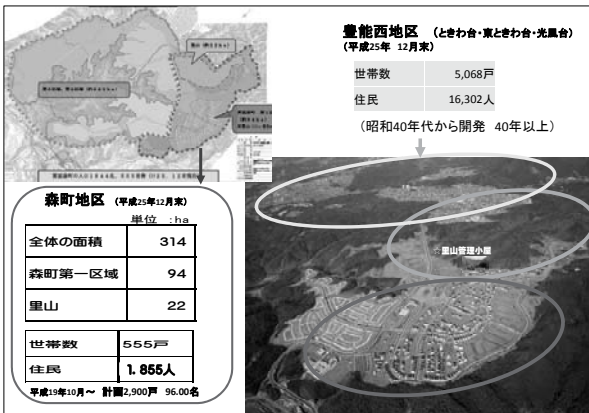 豊能西地区 (ときわ台・東ときわ台・光風台)
(平成25年 12月末)
世帯数 5,068戸
住民 16,302人
(昭和40年代から開発 40年以上)
森町地区 (平成25年12月末)
単位 :ha
全体の面積 314
森町第一区域 94
里山 22
世帯数 555戸
住民 1.855人
平成19年10月～ 計画2,900戸 96.00名
☆里山管理小屋